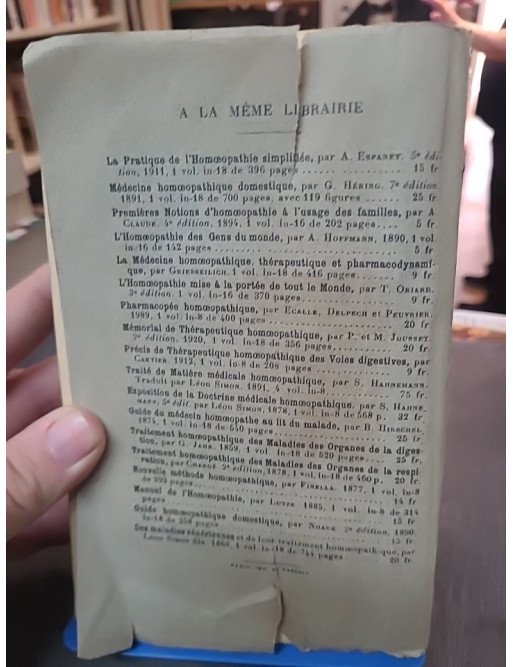 A LA MÊME LIBRAIRIE
La Pratique de l'Homœopathie simplifiée, par A. ESPANET. 5e édi-
tion, 1911, 1 vol. in-18 de 396 pages .......... 15 fr.
Médecine homœopathique domestique, par G. HÉRING. 7e édition
1891, 1 vol. in-18 de 700 pages, avec 119 figures ...... 25 fr.
Premières Notions d'homœopathie à l'usage des familles, par A.
CLAUDE. 4e édition. 1894, 1 vol. in-16 de 202 pages.... 5 fr.
L'Homœopathie des Gens du monde, par A. HOFFMANN, 1890, 1 vol.
in-16 de 142 pages .......... 5 fr.
La Médecine homœopathique, thérapeutique et pharmacodynami-
que, par GRIESSELICH. 1 vol. in-18 de 416 pages....... 9 fr.
L'Homœopathie mise à la portée de tout le Monde, par T. ORIARD.
3e édition. 1 vol. in-16 de 370 pages .......... 9 fr.
Pharmacopée homœopathique, par ECALLE, DELPECH et PEUVRIER.
1989, 1 vol. in-8 de 400 pages .......... 20 fr.
Mémorial de Thérapeutique homœopathique, par P. et M. JOUSSET.
2e édition. 1920, 1 vol. in-18 de 356 pages .......... 20 fr.
Précis de Thérapeutique homœopathique des Voies digestives, par
CARTIER. 1912, 1 vol. in-8 de 208 pages .......... 9 fr.
Traité de Matière médicale homœopathique, par S. HAHNEMANN.
Traduit par Léon SIMON. 1891, 4 vol. in-8 .......... 75 fr.
Exposition de la Doctrine médicale homœopathique, par S. HAHNE-
MANN. 5e édit. par Léon SIMON, 1878, 1 vol. in-8 de 568 p. 32 fr.
Guide du médecin homœopathe au lit du malade, par B. HIRSCHEL.
1874, 1 vol. in-18 de 540 pages .......... 25 fr.
Traitement homœopathique des Maladies des Organes de la diges-
tion, par G. JAHR. 1859, 1 vol. in-18 de 520 pages.... 25 fr.
Traitement homœopathique des Maladies des Organes de la respi-
ration, par CHARGÉ. 2e édition, 1878, 1 vol. in-18 de 460 p. 20 fr.
Nouvelle méthode homœopathique, par FINELLA. 1877. 1 vol. in-8
de 993 pages .......... 14 fr.
Manuel de l'Homœopathie, par 1885, 1 vol. in-8 de 314
pages .......... 15 fr.
Guide homœopathique domestique, par 2e édition, 1890.
in-18 de 256 pages .......... 15 fr.
Des maladies vénériennes et de leur traitement homœopathique, par
Léon SIMON fils. 1860, 1 vol. in-18 de 744 pages. 20 fr.
PARIS, IMP.